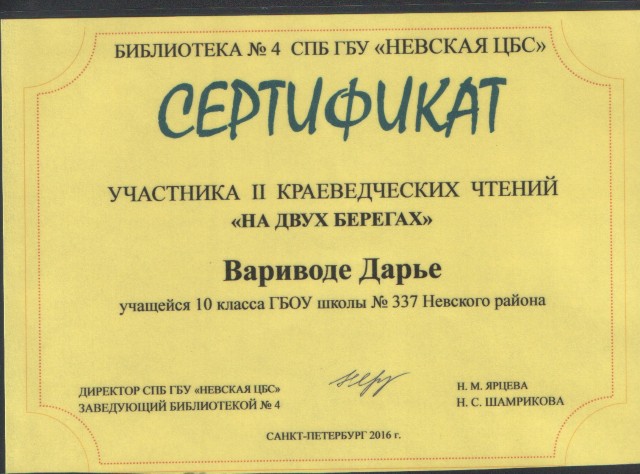 БИБЛИОТЕКА № 4 СПБ ГБУ «НЕВСКАЯ ЦБС»
СЕРТИФИКАТ
УЧАСТНИКА II КРАЕВЕДЧЕСКИХ ЧТЕНИЙ
«НА ДВУХ БЕРЕГАХ»
Вариводе Дарье
учащейся 10 класса ГБОУ школы № 337 Невского района
ДИРЕКТОР СПБ ГБУ «НЕВСКАЯ ЦБС» Н. М. ЯРЦЕВА
ЗАВЕДУЮЩИЙ БИБЛИОТЕКОЙ № 4 Н. С. ШАМРИКОВА
САНКТ-ПЕТЕРБУРГ 2016 г.